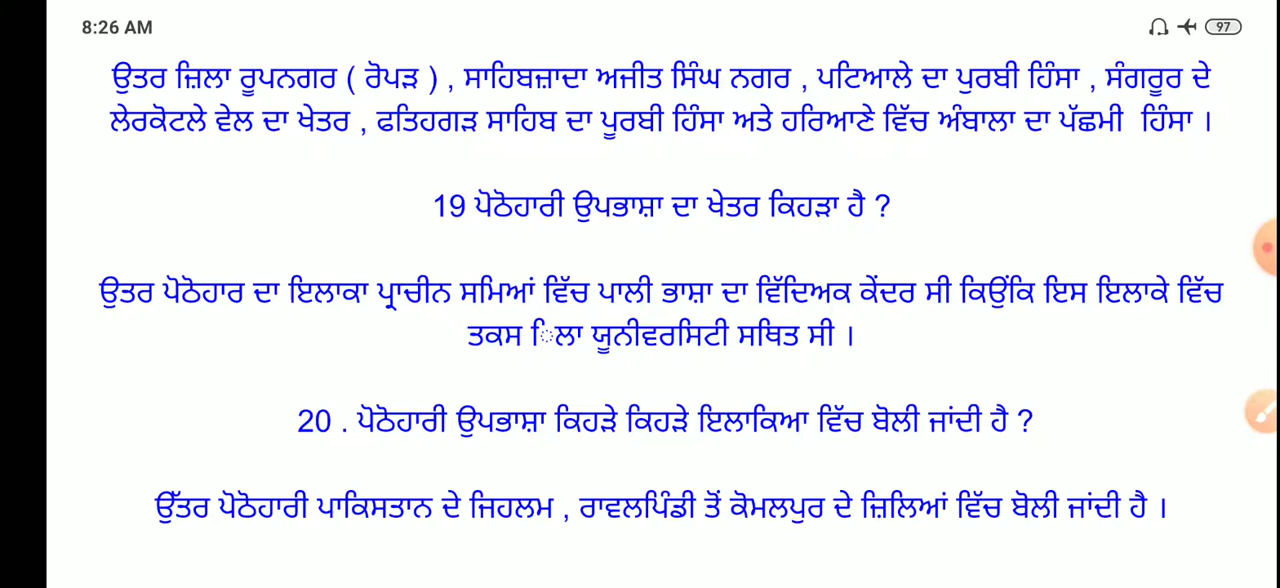 8:26 AM
97
ਉਤਰ ਜ਼ਿਲਾ ਰੂਪਨਗਰ ( ਰੋਪੜ ) , ਸਾਹਿਬਜ਼ਾਦਾ ਅਜੀਤ ਸਿੰਘ ਨਗਰ , ਪਟਿਆਲੇ ਦਾ ਪੁਰਬੀ ਹਿੰਸਾ , ਸੰਗਰੂਰ ਦੇ
ਲੇਰਕੋਟਲੇ ਵੇਲ ਦਾ ਖੇਤਰ , ਫਤਿਹਗੜ ਸਾਹਿਬ ਦਾ ਪੂਰਬੀ ਹਿੰਸਾ ਅਤੇ ਹਰਿਆਣੇ ਵਿੱਚ ਅੰਬਾਲਾ ਦਾ ਪੱਛਮੀ ਹਿੰਸਾ ।
19 ਪੋਠੋਹਾਰੀ ਉਪਭਾਸ਼ਾ ਦਾ ਖੇਤਰ ਕਿਹੜਾ ਹੈ ?
ਉਤਰ ਪੋਠੋਹਾਰ ਦਾ ਇਲਾਕਾ ਪ੍ਰਾਚੀਨ ਸਮਿਆਂ ਵਿੱਚ ਪਾਲੀ ਭਾਸ਼ਾ ਦਾ ਵਿੱਦਿਅਕ ਕੇਂਦਰ ਸੀ ਕਿਉਂਕਿ ਇਸ ਇਲਾਕੇ ਵਿੱਚ
ਤਕਸ ਿਲਾ ਯੂਨੀਵਰਸਿਟੀ ਸਥਿਤ ਸੀ ।
20 . ਪੋਠੋਹਾਰੀ ਉਪਭਾਸ਼ਾ ਕਿਹੜੇ ਕਿਹੜੇ ਇਲਾਕਿਆ ਵਿੱਚ ਬੋਲੀ ਜਾਂਦੀ ਹੈ ?
ਉੱਤਰ ਪੋਠੋਹਾਰੀ ਪਾਕਿਸਤਾਨ ਦੇ ਜਿਹਲਮ , ਰਾਵਲਪਿੰਡੀ ਤੋਂ ਕੋਮਲਪੁਰ ਦੇ ਜ਼ਿਲਿਆਂ ਵਿੱਚ ਬੋਲੀ ਜਾਂਦੀ ਹੈ ।